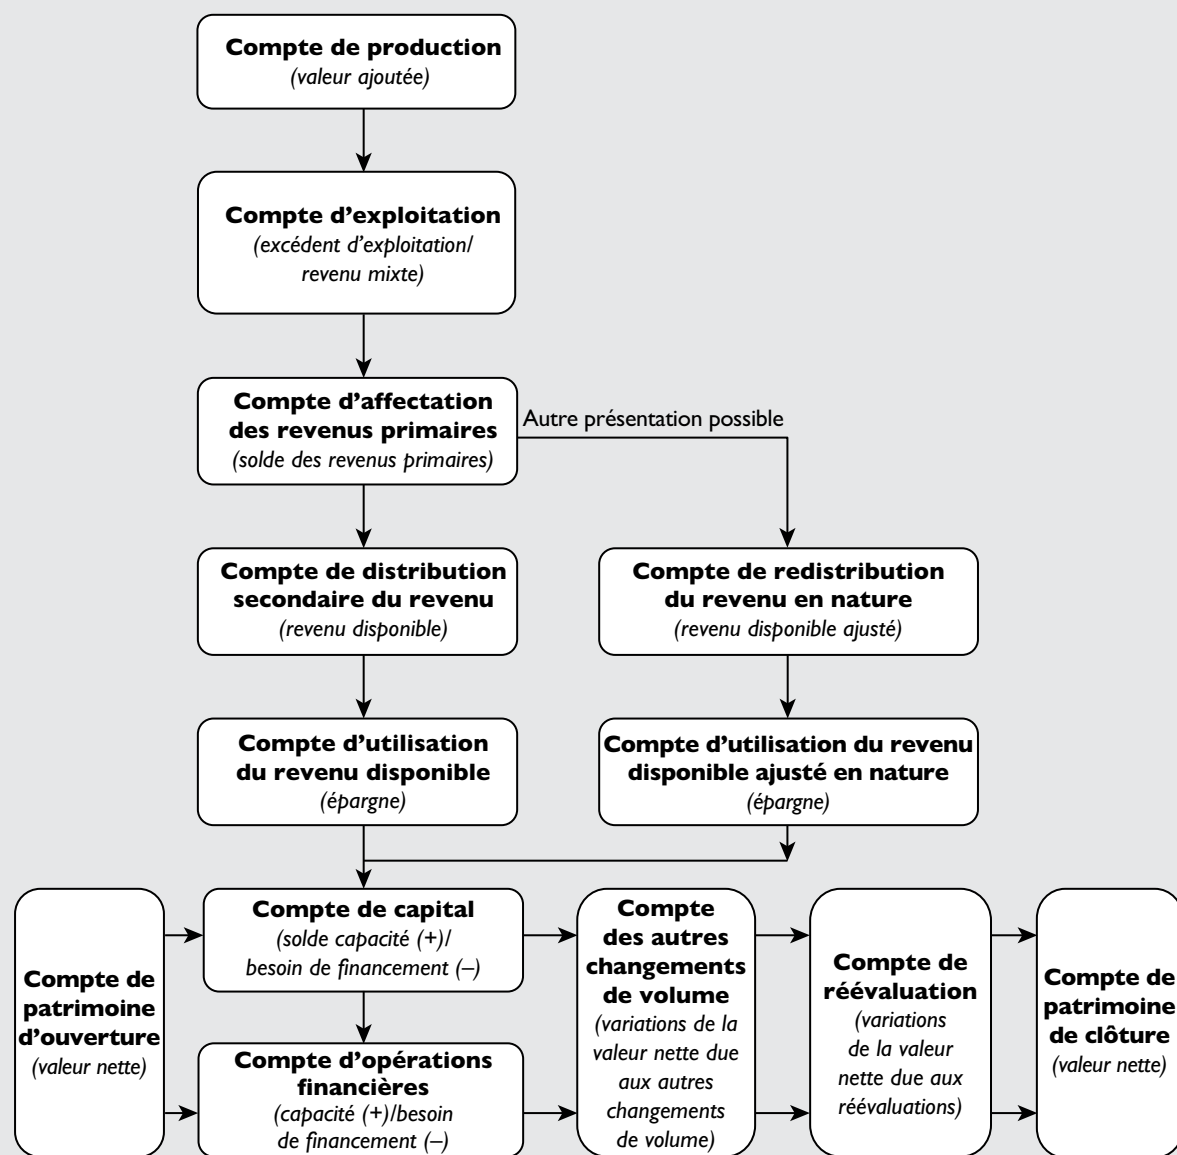 Compte de production
(valeur ajoutée)
Compte d'exploitation
(excédent d'exploitation/
revenu mixte)
Compte d'affectation
des revenus primaires
(solde des revenus primaires)
Autre présentation possible
Compte de distribution
secondaire du revenu
(revenu disponible)
Compte de redistribution
du revenu en nature
(revenu disponible ajusté)
Compte d'utilisation
du revenu disponible
(épargne)
Compte d'utilisation du revenu
disponible ajusté en nature
(épargne)
Compte de
patrimoine
d'ouverture
(valeur nette)
Compte de capital
(solde capacité (+)/
besoin de financement (–)
Compte d'opérations
financières
(capacité (+)/besoin
de financement (–)
Compte
des autres
changements
de volume
(variations de la
valeur nette due
aux autres
changements
de volume)
Compte de
réévaluation
(variations
de la valeur
nette due aux
réévaluations)
Compte de
patrimoine
de clôture
(valeur nette)